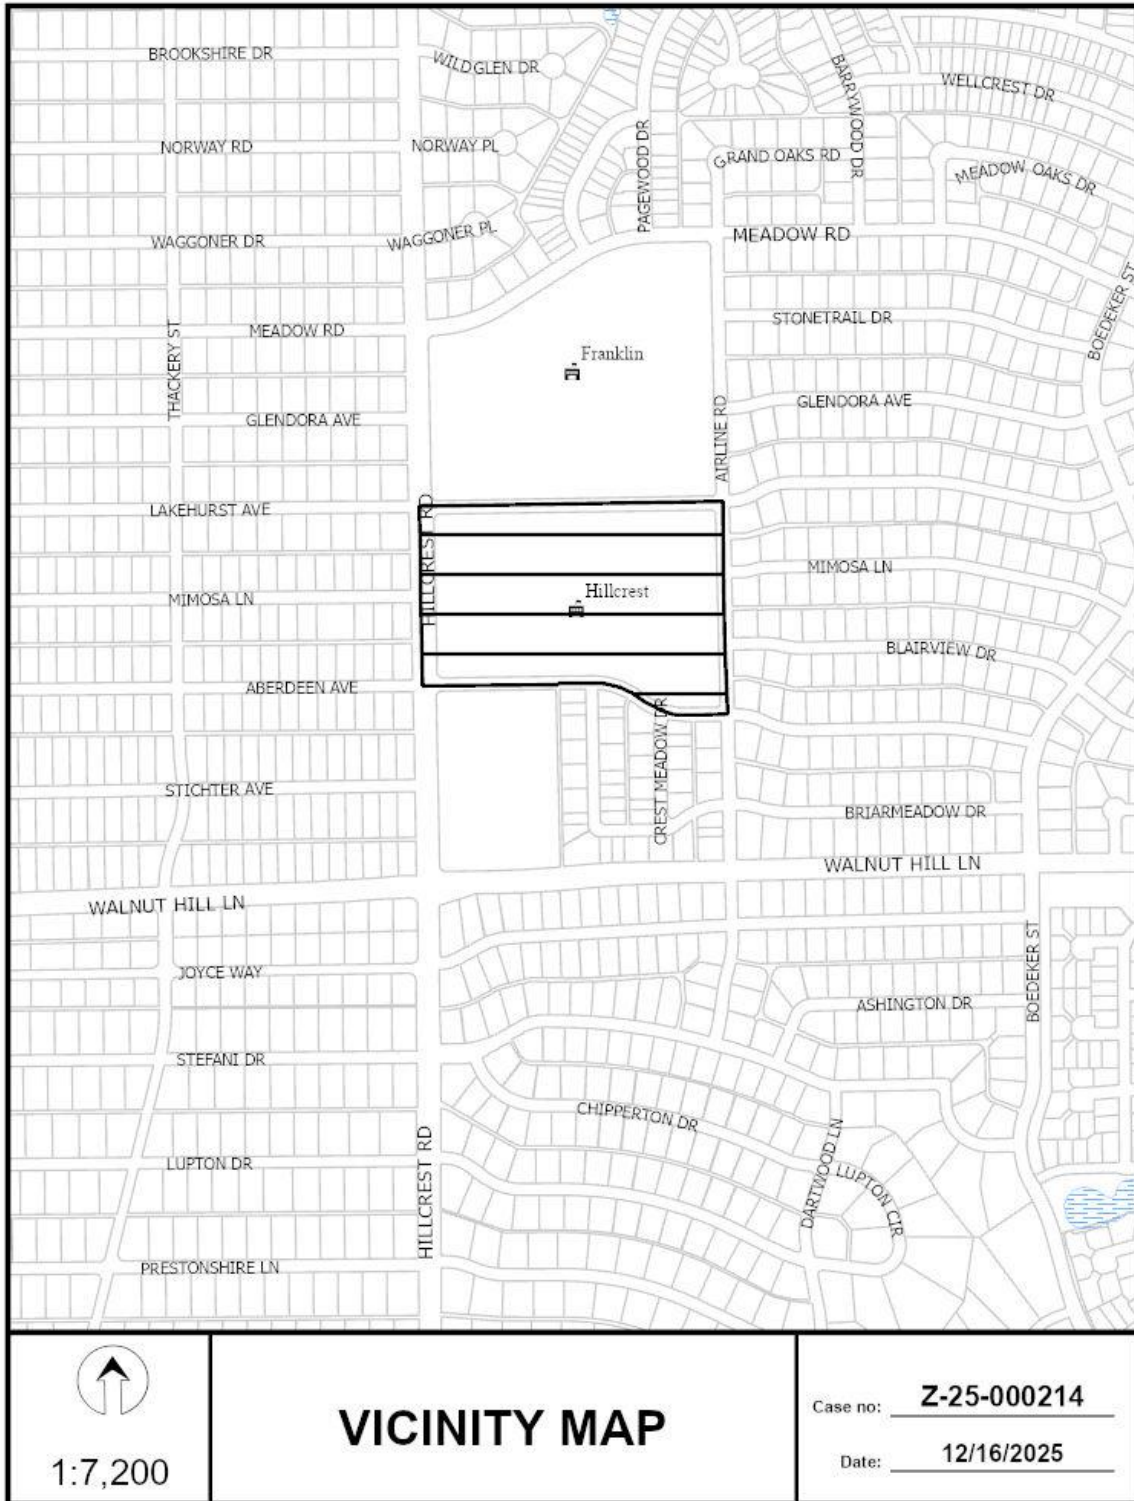 BROOKSHIRE DR
WILDGLEN DR
BARRYWOOD DR
WELLCREST DR
NORWAY RD
NORWAY PL
PAGEWOOD DR
GRAND OAKS RD
MEADOW OAKS DR
WAGGONER DR
WAGGONER PL
MEADOW RD
BOEDEKER ST
THACKERY ST
MEADOW RD
STONETRAIL DR
Franklin
GLENDORA AVE
AIRLINE RD
GLENDORA AVE
LAKEHURST AVE
HILLCREST RD
MIMOSA LN
MIMOSA LN
Hillcrest
BLAIRVIEW DR
ABERDEEN AVE
CREST MEADOW DR
STICHTER AVE
BRIARMEADOW DR
WALNUT HILL LN
WALNUT HILL LN
JOYCE WAY
BOEDEKER ST
ASHINGTON DR
STEFANI DR
CHIPPERTON DR
DARTWOOD LN
LUPTON DR
LUPTON CIR
HILLCREST RD
PRESTONSHIRE LN
1:7,200
VICINITY MAP
Case no: Z-25-000214
Date: 12/16/2025